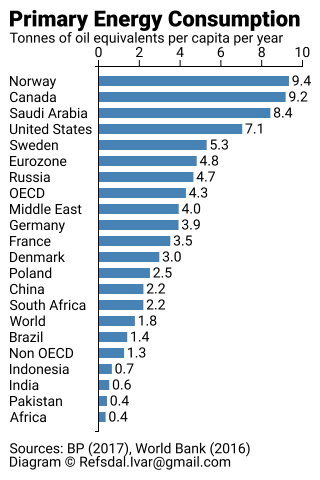 Primary Energy Consumption
Tonnes of oil equivalents per capita per year
0 2 4 6 8 10
Norway 9.4
Canada 9.2
Saudi Arabia 8.4
United States 7.1
Sweden 5.3
Eurozone 4.8
Russia 4.7
OECD 4.3
Middle East 4.0
Germany 3.9
France 3.5
Denmark 3.0
Poland 2.5
China 2.2
South Africa 2.2
World 1.8
Brazil 1.4
Non OECD 1.3
Indonesia 0.7
India 0.6
Pakistan 0.4
Africa 0.4
Sources: BP (2017), World Bank (2016)
Diagram © Refsdal.Ivar@gmail.com